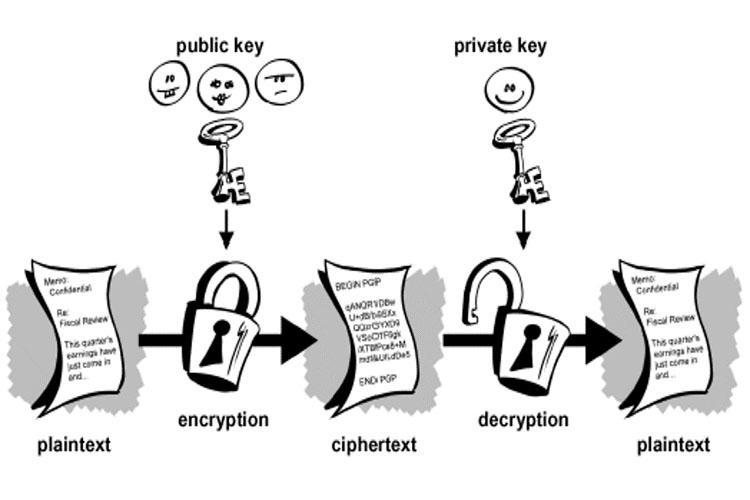 public key
private key
Memo:
Confidential
Re:
Fiscal Review
This quarter's
earnings have
just come in
and...
BEGIN PGP
END PGP
Memo:
Confidential
Re:
Fiscal Review
This quarter's
earnings have
just come in
and...
encryption
decryption
plaintext
ciphertext
plaintext